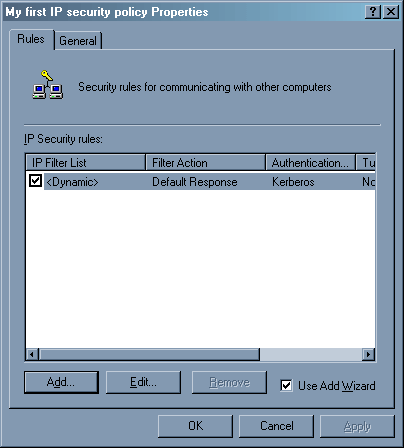 My first IP security policy Properties
Rules General
Security rules for communicating with other computers
IP Security rules:
IP Filter List Filter Action Authentication... Tu
<Dynamic> Default Response Kerberos No
Add... Edit... Remove Use Add Wizard
OK Cancel Apply